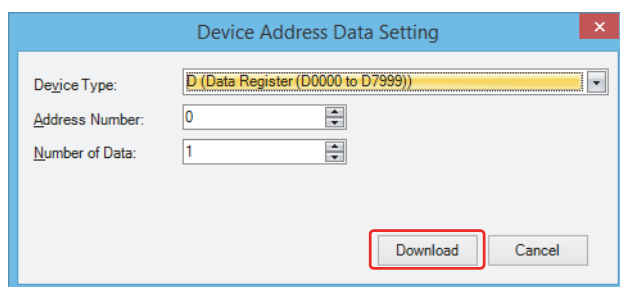 Device Address Data Setting
Device Type: D (Data Register (D0000 to D7999))
Address Number: 0
Number of Data: 1
Download Cancel